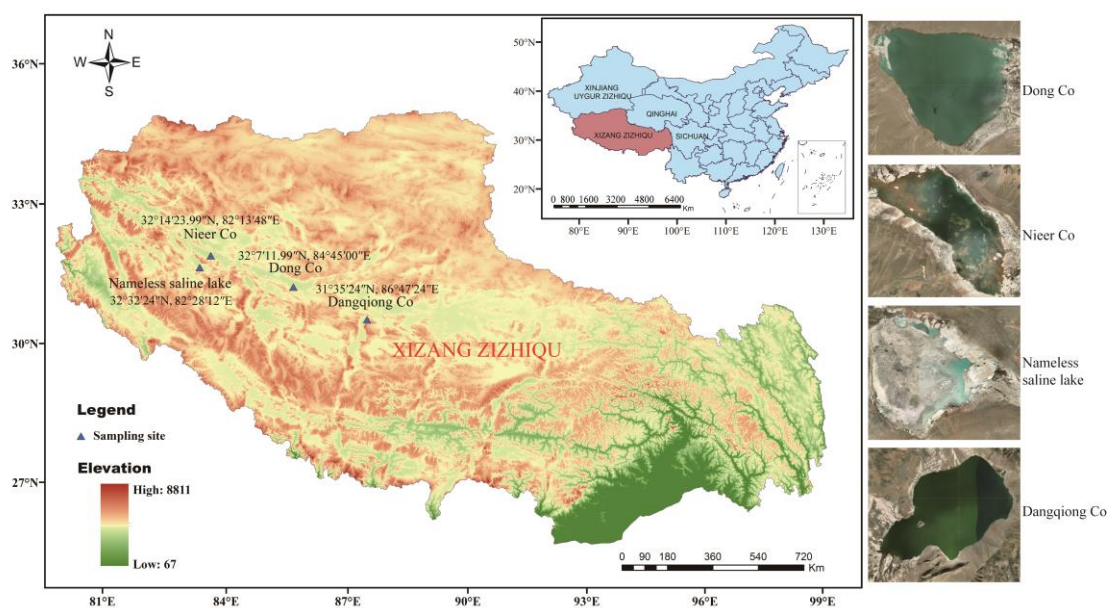 N
W E
S
36°N
33°N
30°N
27°N
81°E
84°E
87°E
90°E
93°E
96°E
99°E
32°14'23.99"N, 82°13'48"E
Nieer Co
32°7'11.99"N, 84°45'00"E
Dong Co
Nameless saline lake
32°32'24"N, 82°28'12"E
31°35'24"N, 86°47'24"E
Dangqiong Co
XIZANG ZIZHIQU
Legend
Sampling site
Elevation
High: 8811
Low: 67
0 90 180 360 540 720
Km
50°N
40°N
30°N
20°N
XINJIANG
UYGUR ZIZHIQU
QINGHAI
XIZANG ZIZHIQU
SICHUAN
0 800 1600 3200 4800 6400
Km
80°E 90°E 100°E 110°E 120°E 130°E
Dong Co
Nieer Co
Nameless
saline lake
Dangqiong Co